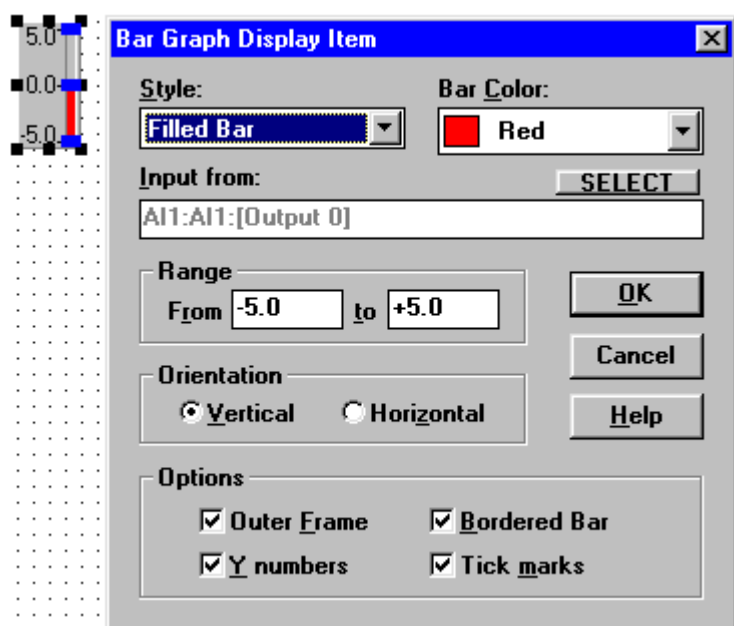 5.0
0.0
-5.0
Bar Graph Display Item
Style:
Bar Color:
Filled Bar
Red
Input from:
SELECT
AI1:AI1:[Output 0]
Range
From -5.0 to +5.0
OK
Cancel
Orientation
Vertical Horizontal
Help
Options
Outer Frame Bordered Bar
Y numbers Tick marks